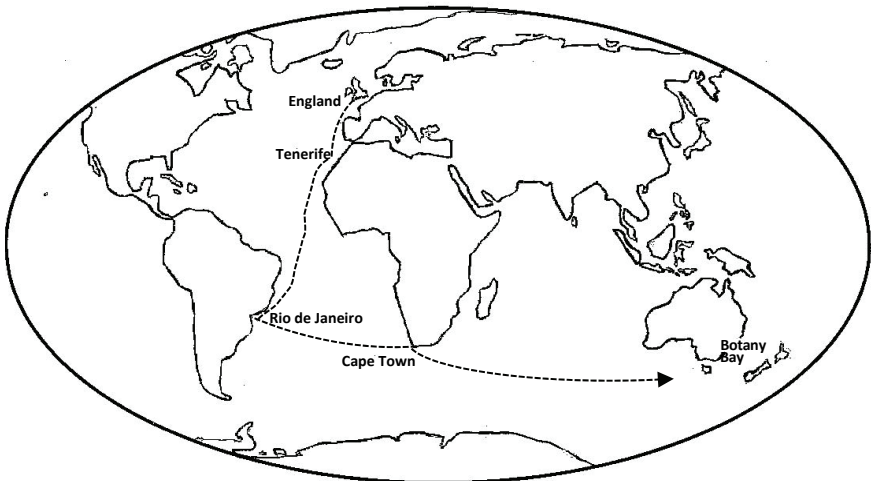 England
Tenerife
Rio de Janeiro
Cape Town
Botany
Bay